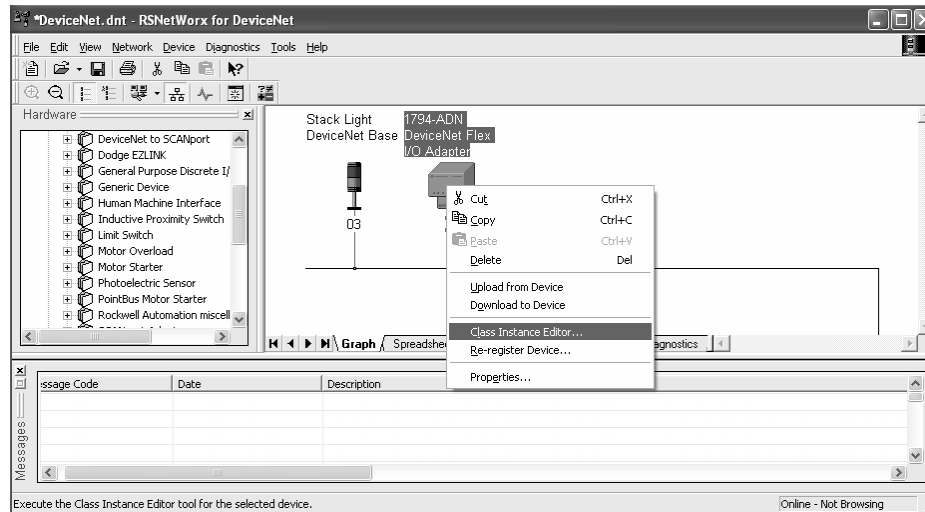 *DeviceNet.dnt - RSNetWorx for DeviceNet
File Edit View Network Device Diagnostics Tools Help
Hardware
DeviceNet to SCANport
Dodge EZLINK
General Purpose Discrete I/
Generic Device
Human Machine Interface
Inductive Proximity Switch
Limit Switch
Motor Overload
Motor Starter
Photoelectric Sensor
PointBus Motor Starter
Rockwell Automation miscell
Stack Light
DeviceNet Base
1794-ADN
DeviceNet Flex
I/O Adapter
03
Cut Ctrl+X
Copy Ctrl+C
Paste Ctrl+V
Delete Del
Upload from Device
Download to Device
Class Instance Editor...
Re-register Device...
Properties...
Graph Spreadshe agnostics
Messages
ssage Code Date Description
Execute the Class Instance Editor tool for the selected device.
Online - Not Browsing